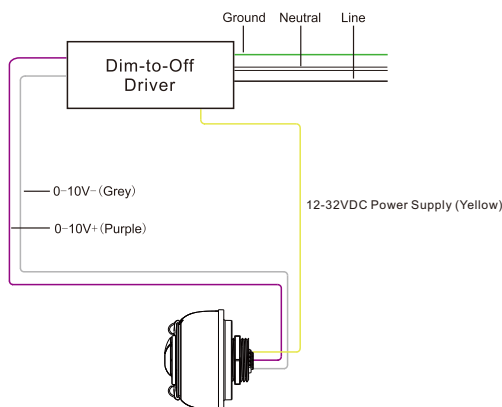 Ground Neutral Line
Dim-to-Off
Driver
0-10V-(Grey)
12-32VDC Power Supply (Yellow)
0-10V+(Purple)